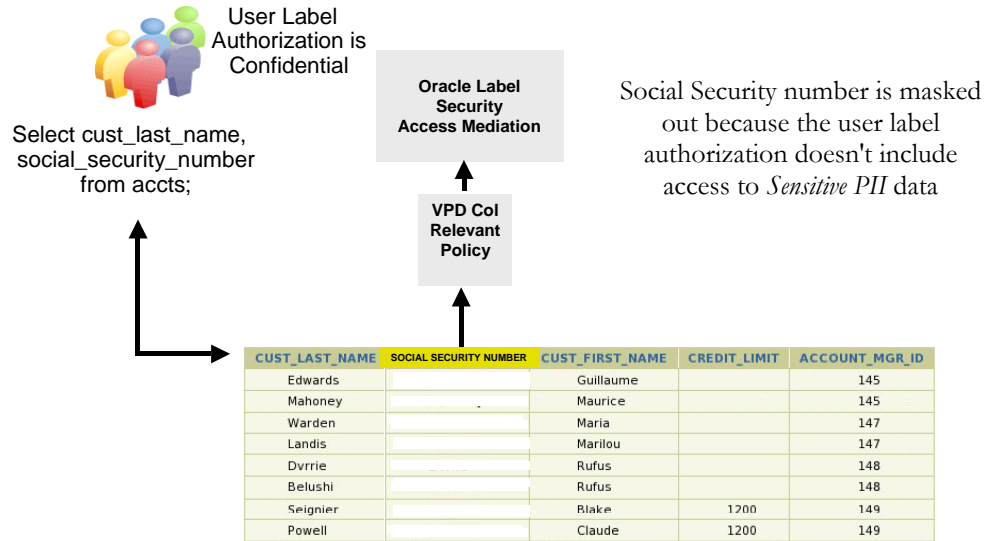 User Label
Authorization is
Confidential
Select cust_last_name,
social_security_number
from accts;
Oracle Label
Security
Access Mediation
VPD Col
Relevant
Policy
Social Security number is masked
out because the user label
authorization doesn't include
access to Sensitive PII data
CUST_LAST_NAME SOCIAL SECURITY NUMBER CUST_FIRST_NAME CREDIT_LIMIT ACCOUNT_MGR_ID
Edwards Guillaume 145
Mahoney Maurice 145
Warden Maria 147
Landis Marilou 147
Dvrrie Rufus 148
Belushi Rufus 148
Seignier Blake 1200 149
Powell Claude 1200 149